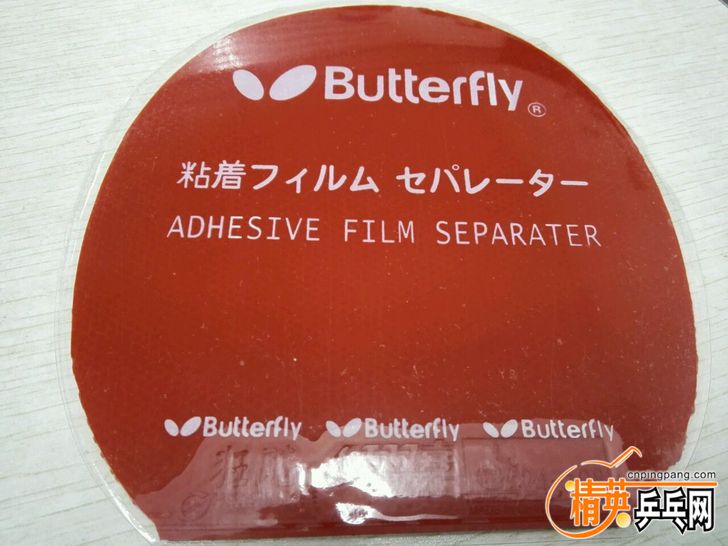 Butterfly ®
粘着フィルム セパレーター
ADHESIVE FILM SEPARATER
Butterfly Butterfly Butterfly
cnpingpang.com
精英乒乓网